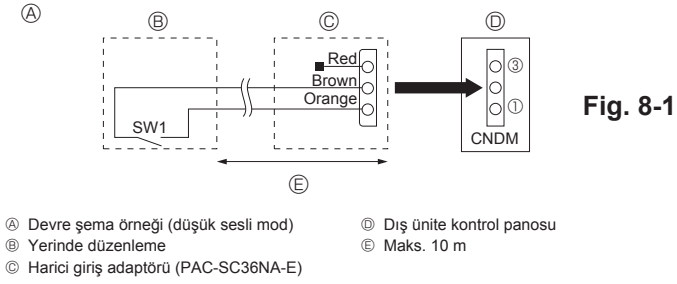 Ⓐ
Ⓑ
Ⓒ
Ⓓ
Red
Brown
Orange
SW1
③
①
CNDM
Ⓔ
Fig. 8-1
Ⓐ Devre şema örneği (düşük sesli mod)
Ⓑ Yerinde düzenleme
Ⓒ Harici giriş adaptörü (PAC-SC36NA-E)
Ⓓ Dış ünite kontrol panosu
Ⓔ Maks. 10 m